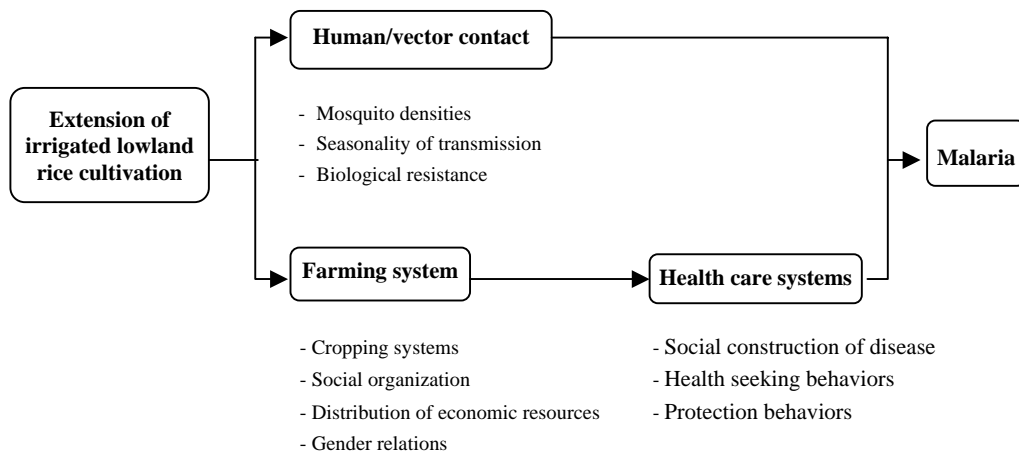 Human/vector contact
- Mosquito densities
- Seasonality of transmission
- Biological resistance
Extension of
irrigated lowland
rice cultivation
Malaria
Farming system
- Cropping systems
- Social organization
- Distribution of economic resources
- Gender relations
Health care systems
- Social construction of disease
- Health seeking behaviors
- Protection behaviors